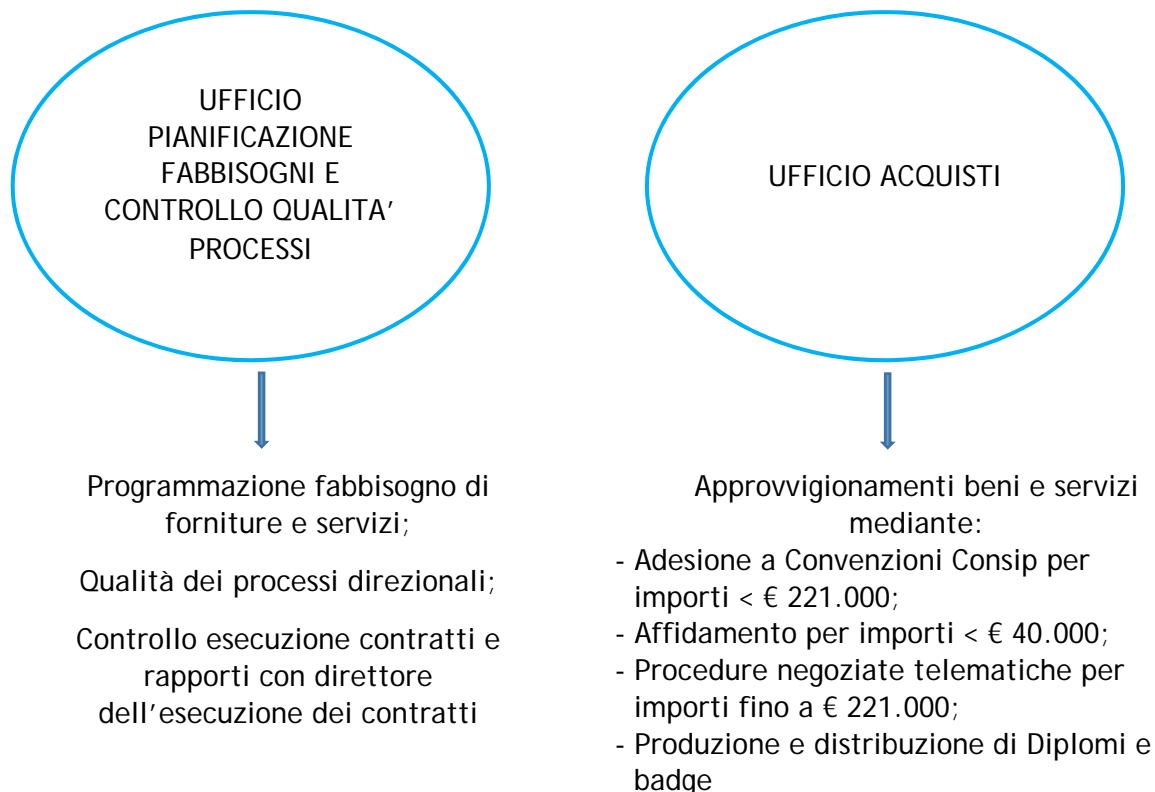 UFFICIO
PIANIFICAZIONE
FABBISOGNI E
CONTROLLO QUALITA’
PROCESSI
UFFICIO ACQUISTI
Programmazione fabbisogno di
forniture e servizi;
Qualità dei processi direzionali;
Controllo esecuzione contratti e
rapporti con direttore
dell’esecuzione dei contratti
Approvvigionamenti beni e servizi
mediante:
- Adesione a Convenzioni Consip per
importi < € 221.000;
- Affidamento per importi < € 40.000;
- Procedure negoziate telematiche per
importi fino a € 221.000;
- Produzione e distribuzione di Diplomi e
badge